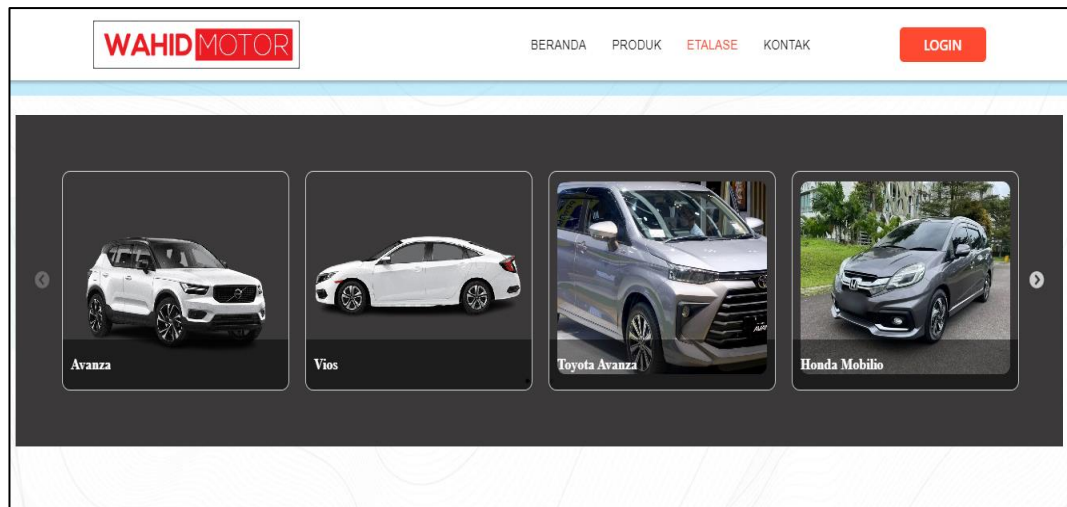 WAHID MOTOR
BERANDA PRODUK ETALASE KONTAK LOGIN
Avanza
Vios
Toyota Avanza
Honda Mobilio